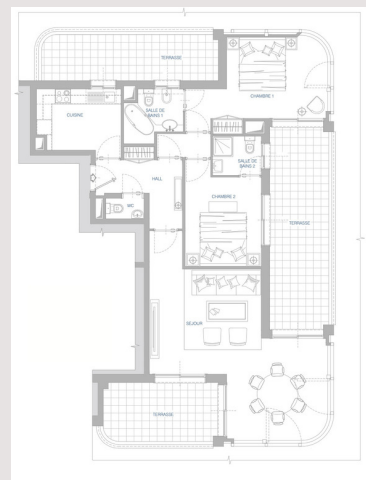 TERRASSE
CHAMBRE 1
CUISINE
SALLE DE
BAINS 1
SALLE DE
BAINS 2
HALL
CHAMBRE 2
WC
TERRASSE
SEJOUR
TERRASSE